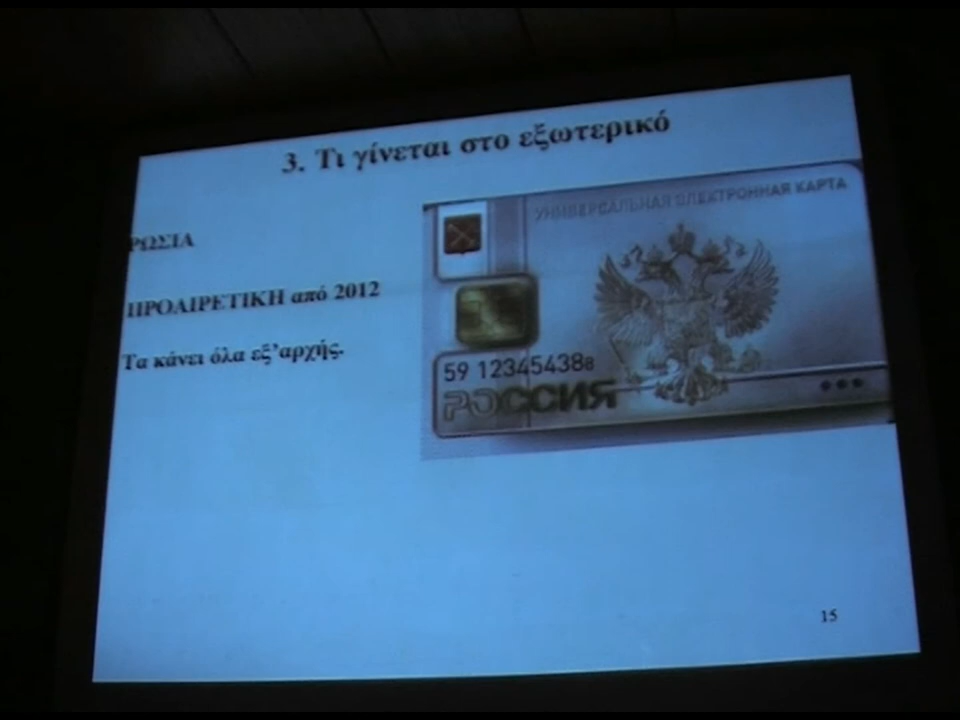 3. Τι γίνεται στο εξωτερικό
ΡΩΣΙΑ
ΠΡΟΑΙΡΕΤΙΚΗ από 2012
Τα κάνει όλα εξ’αρχής.
УНИВЕРСАЛЬНАЯ ЭЛЕКТРОННАЯ КАРТА
59 123454388
РОССИЯ
15